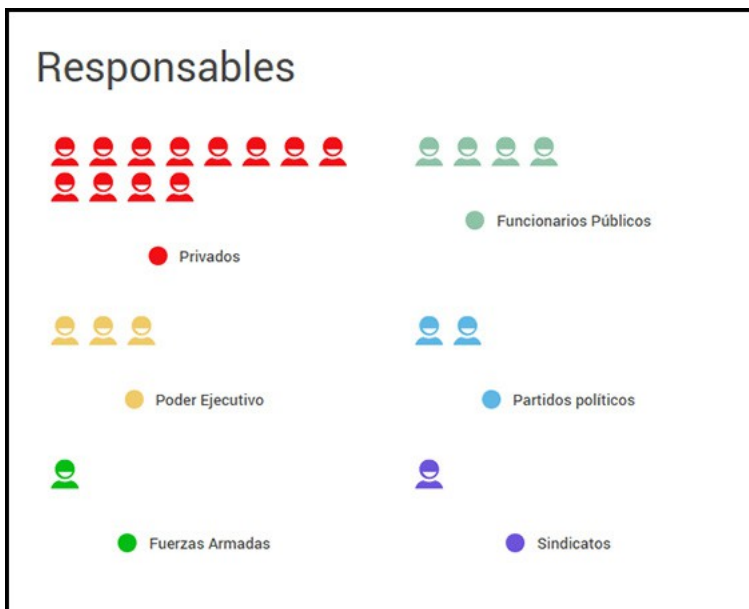 Responsables
Funcionarios Públicos
Privados
Poder Ejecutivo
Partidos políticos
Fuerzas Armadas
Sindicatos